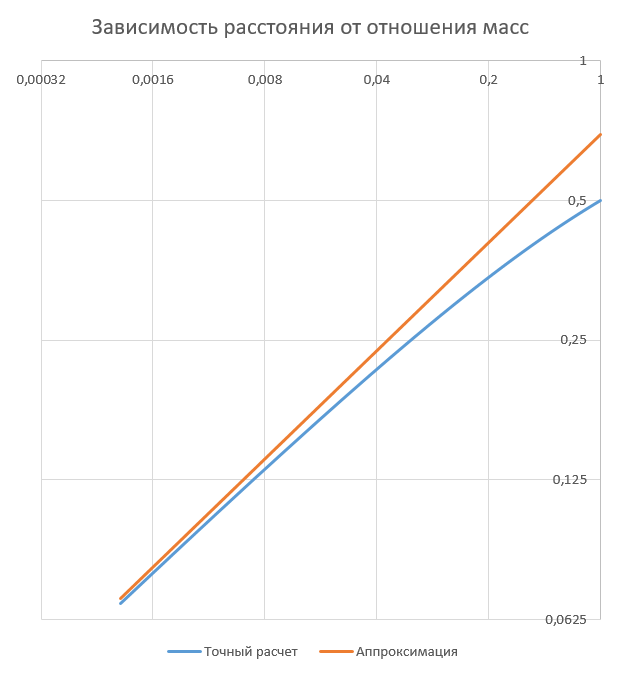 Зависимость расстояния от отношения масс
1
0,00032 0,0016 0,008 0,04 0,2 1
0,5
0,25
0,125
0,0625
Точный расчет Аппроксимация